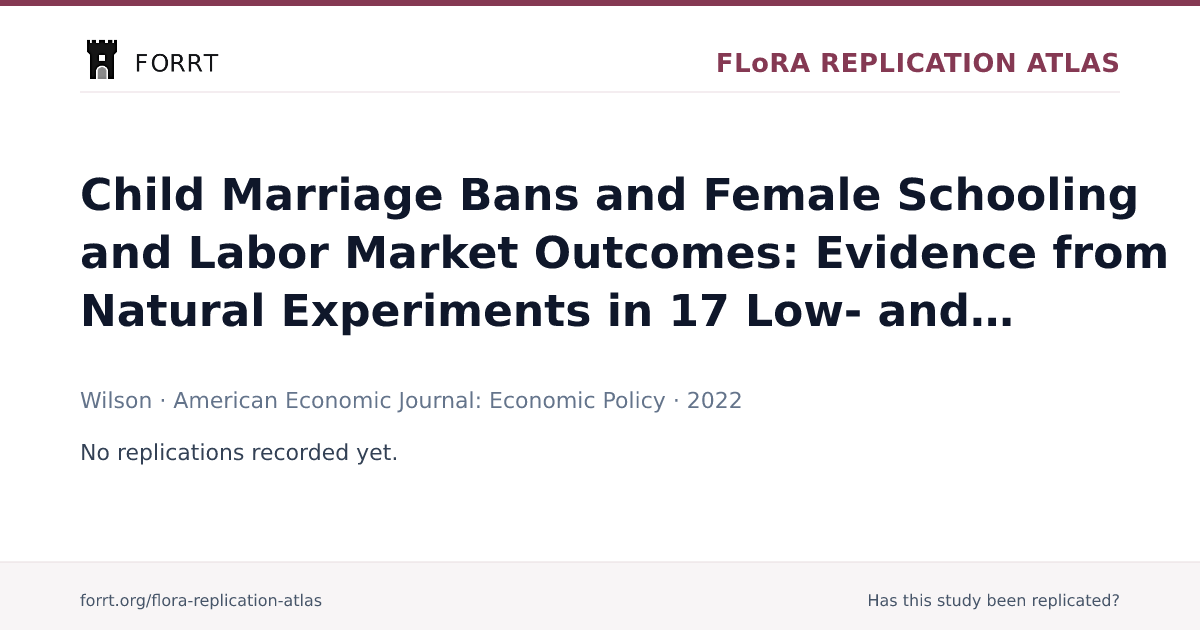 FORRT
FLoRA REPLICATION ATLAS
Child Marriage Bans and Female Schooling
and Labor Market Outcomes: Evidence from
Natural Experiments in 17 Low- and…
Wilson · American Economic Journal: Economic Policy · 2022
No replications recorded yet.
forrt.org/flora-replication-atlas
Has this study been replicated?